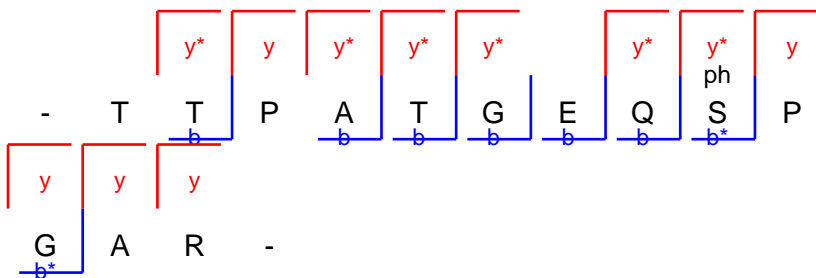 y* y y* y* y* y* y* y
ph
- T T P A T G E Q S P
b b b b b b b*
y y y
G A R -
b*